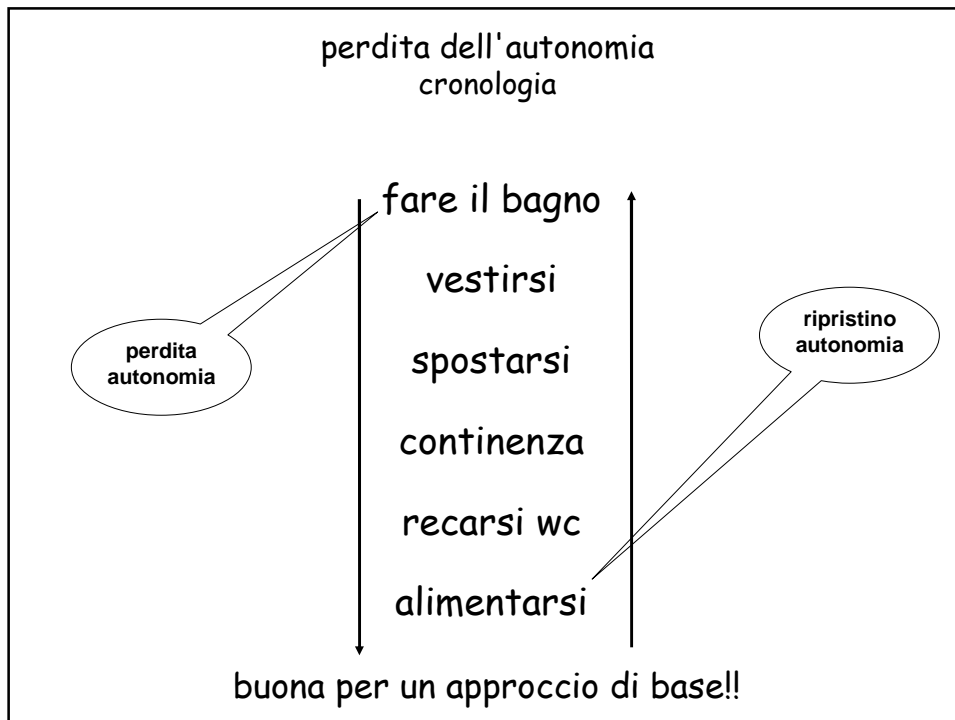 perdita dell'autonomia
cronologia
fare il bagno
vestirsi
perdita
autonomia
spostarsi
ripristino
autonomia
continenza
recarsi wc
alimentarsi
buona per un approccio di base!!